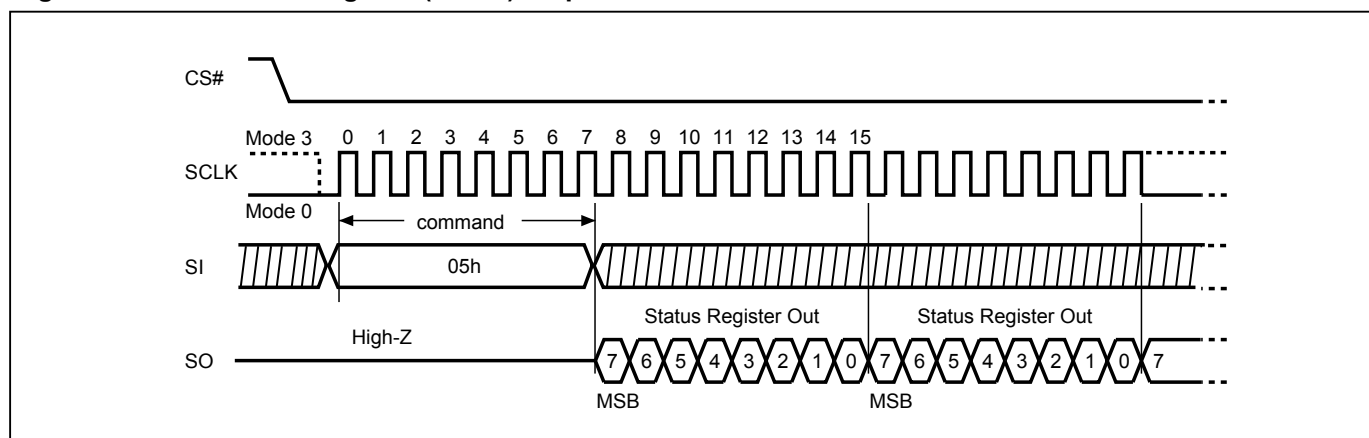 CS#
Mode 3 0 1 2 3 4 5 6 7 8 9 10 11 12 13 14 15
SCLK
Mode 0
command
SI 05h
Status Register Out Status Register Out
High-Z
SO 7 6 5 4 3 2 1 0 7 6 5 4 3 2 1 0 7
MSB MSB